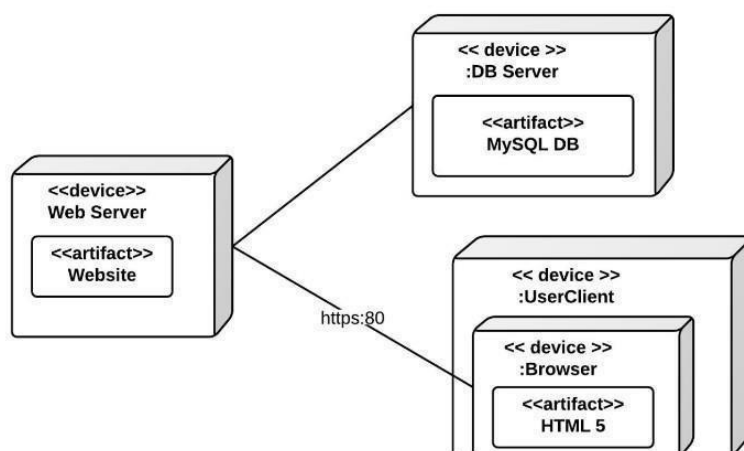 << device >>
:DB Server
<<artifact>>
MySQL DB
<<device>>
Web Server
<<artifact>>
Website
https:80
<< device >>
:UserClient
<< device >>
:Browser
<<artifact>>
HTML 5